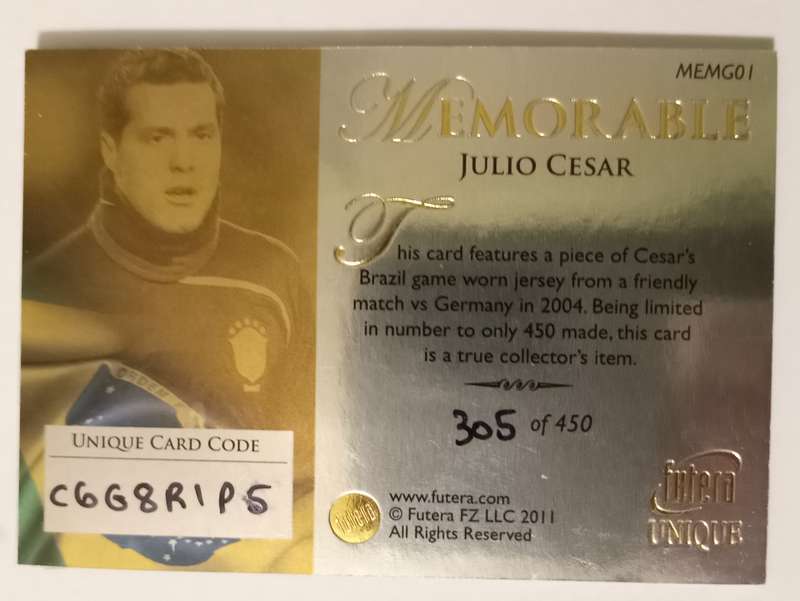 MEMG01
MEMORABLE
JULIO CESAR
This card features a piece of Cesar's
Brazil game worn jersey from a friendly
match vs Germany in 2004. Being limited
in number to only 450 made, this card
is a true collector's item.
305 of 450
ORDEM
UNIQUE CARD CODE
C6G8R1P5
futera
www.futera.com
© Futera FZ LLC 2011
All Rights Reserved
futera
UNIQUE